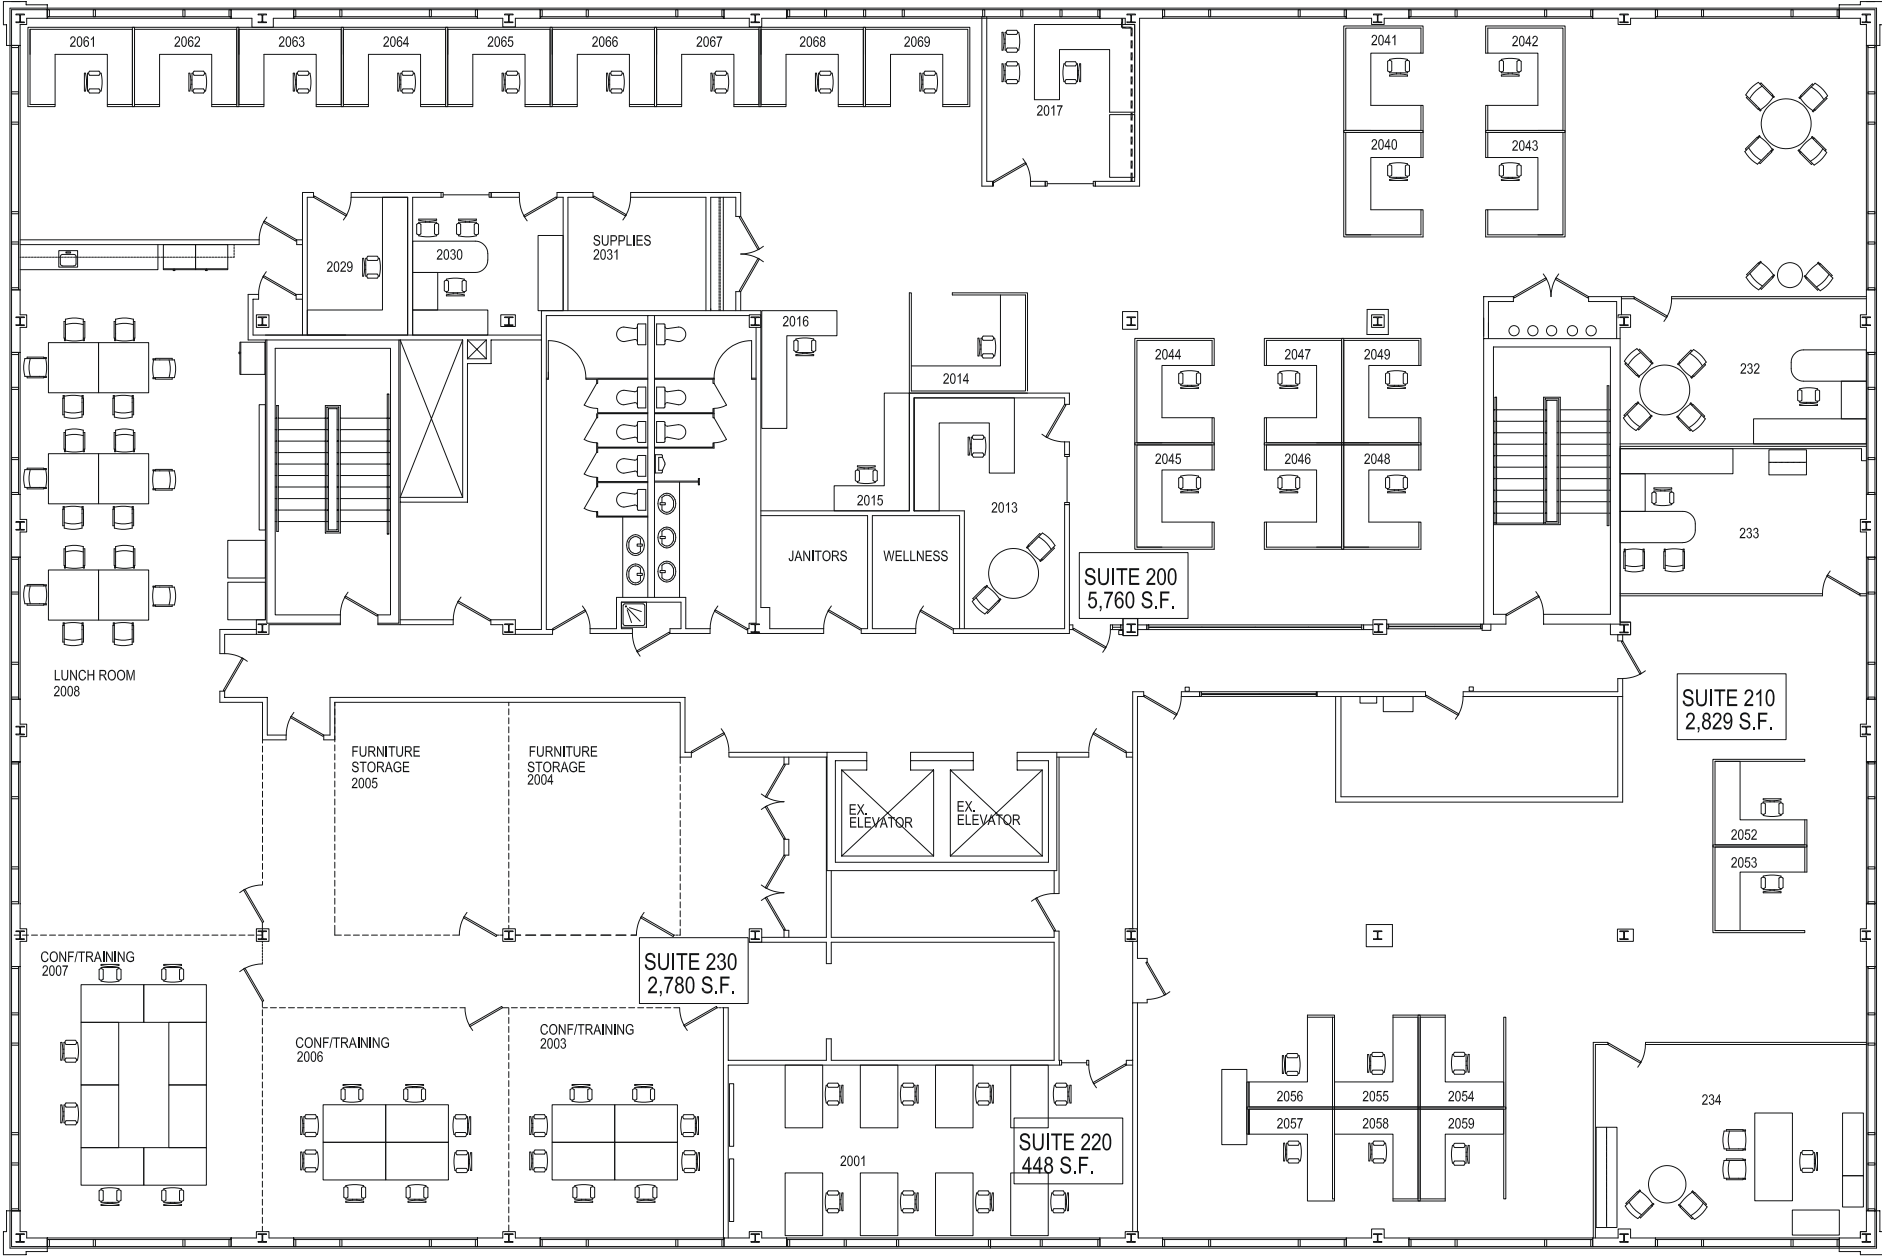 2061
2062
2063
2064
2065
2066
2067
2068
2069
2017
2041
2042
2040
2043
2029
2030
SUPPLIES
2031
2016
2014
2015
2013
2044
2047
2049
2045
2046
2048
232
233
JANITORS
WELLNESS
SUITE 200
5,760 S.F.
LUNCH ROOM
2008
SUITE 210
2,829 S.F.
FURNITURE
STORAGE
2005
FURNITURE
STORAGE
2004
EX.
ELEVATOR
EX.
ELEVATOR
2052
2053
CONF/TRAINING
2007
SUITE 230
2,780 S.F.
CONF/TRAINING
2006
CONF/TRAINING
2003
2056
2055
2054
2057
2058
2059
234
SUITE 220
448 S.F.
2001